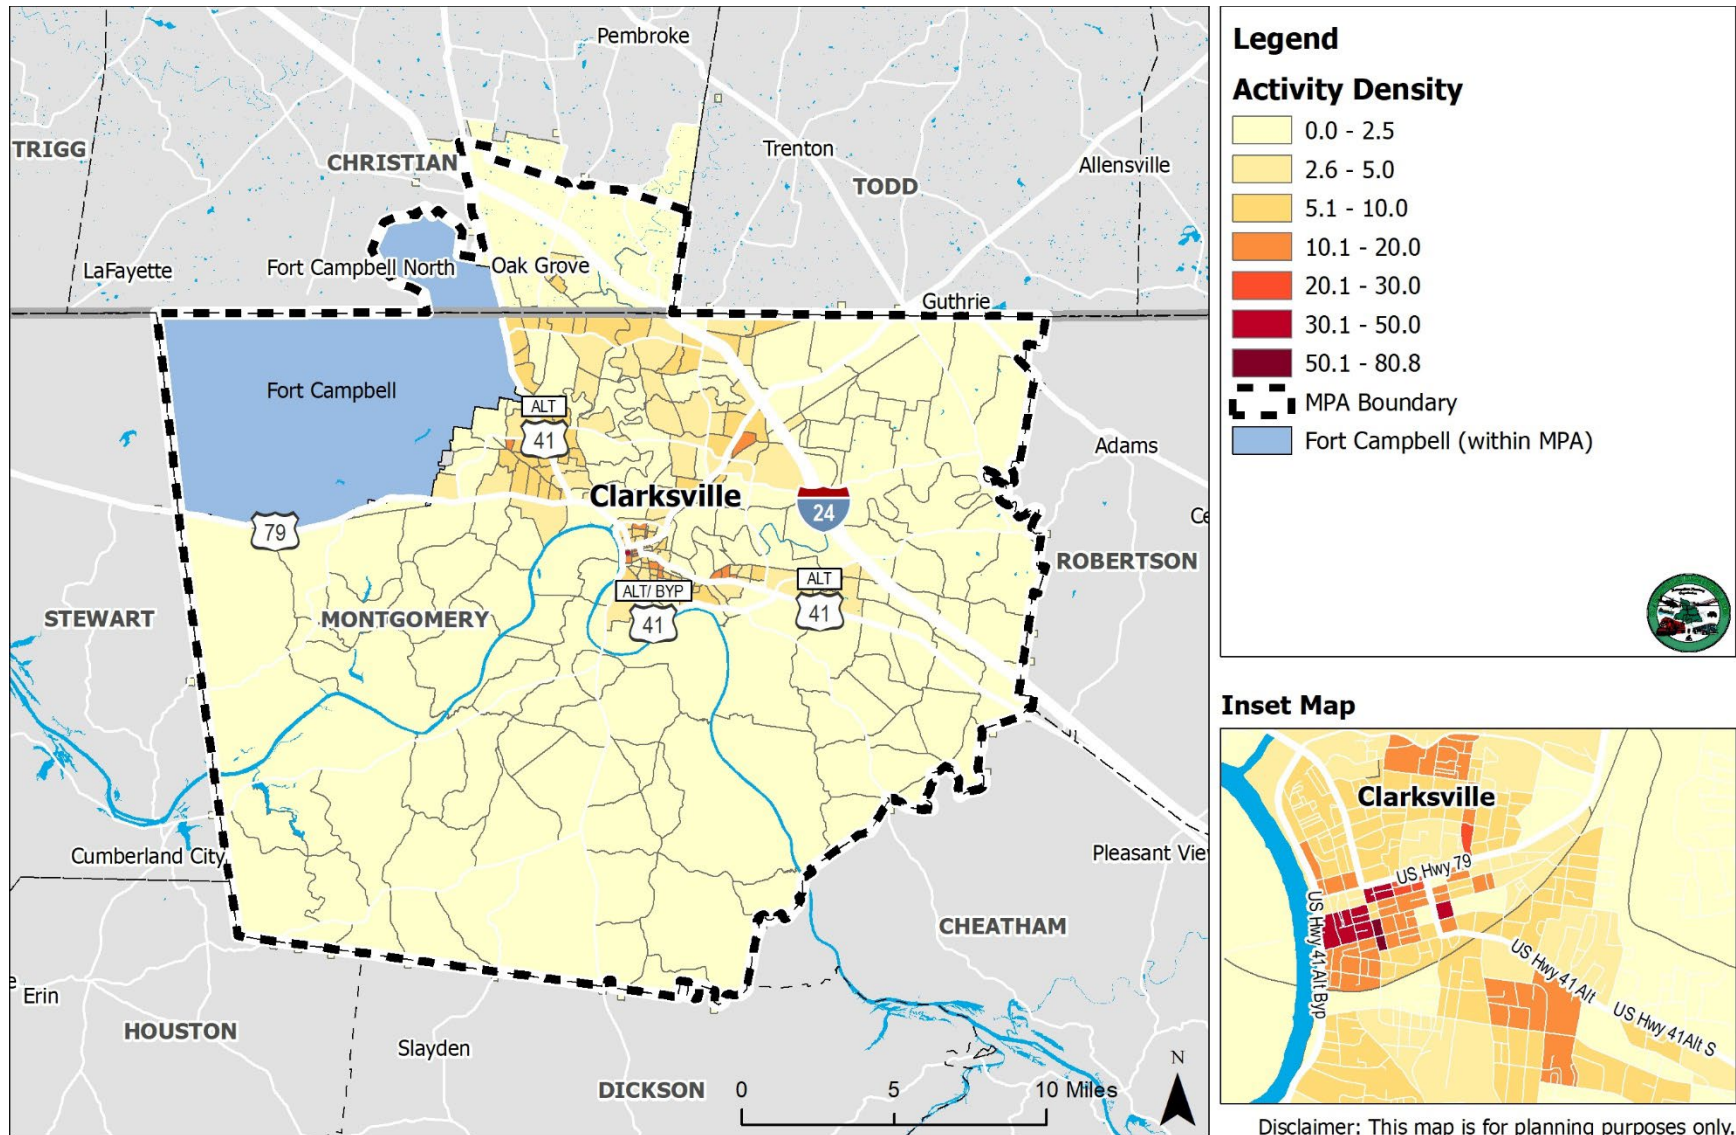 Pembroke
TRIGG
CHRISTIAN
Trenton
Allensville
TODD
LaFayette
Fort Campbell North
Oak Grove
Guthrie
Fort Campbell
ALT
41
Adams
Clarksville
24
79
Ce
ROBERTSON
STEWART
MONTGOMERY
ALT/ BYP
41
ALT
41
Cumberland City
Pleasant Vie
CHEATHAM
e
Erin
HOUSTON
Slayden
DICKSON
0 5 10 Miles
N
Legend
Activity Density
0.0 - 2.5
2.6 - 5.0
5.1 - 10.0
10.1 - 20.0
20.1 - 30.0
30.1 - 50.0
50.1 - 80.8
MPA Boundary
Fort Campbell (within MPA)
Inset Map
Clarksville
US Hwy 79
US Hwy 41 Alt Byp
US Hwy 41 Alt
US Hwy 41Alt S
Disclaimer: This map is for planning purposes only.